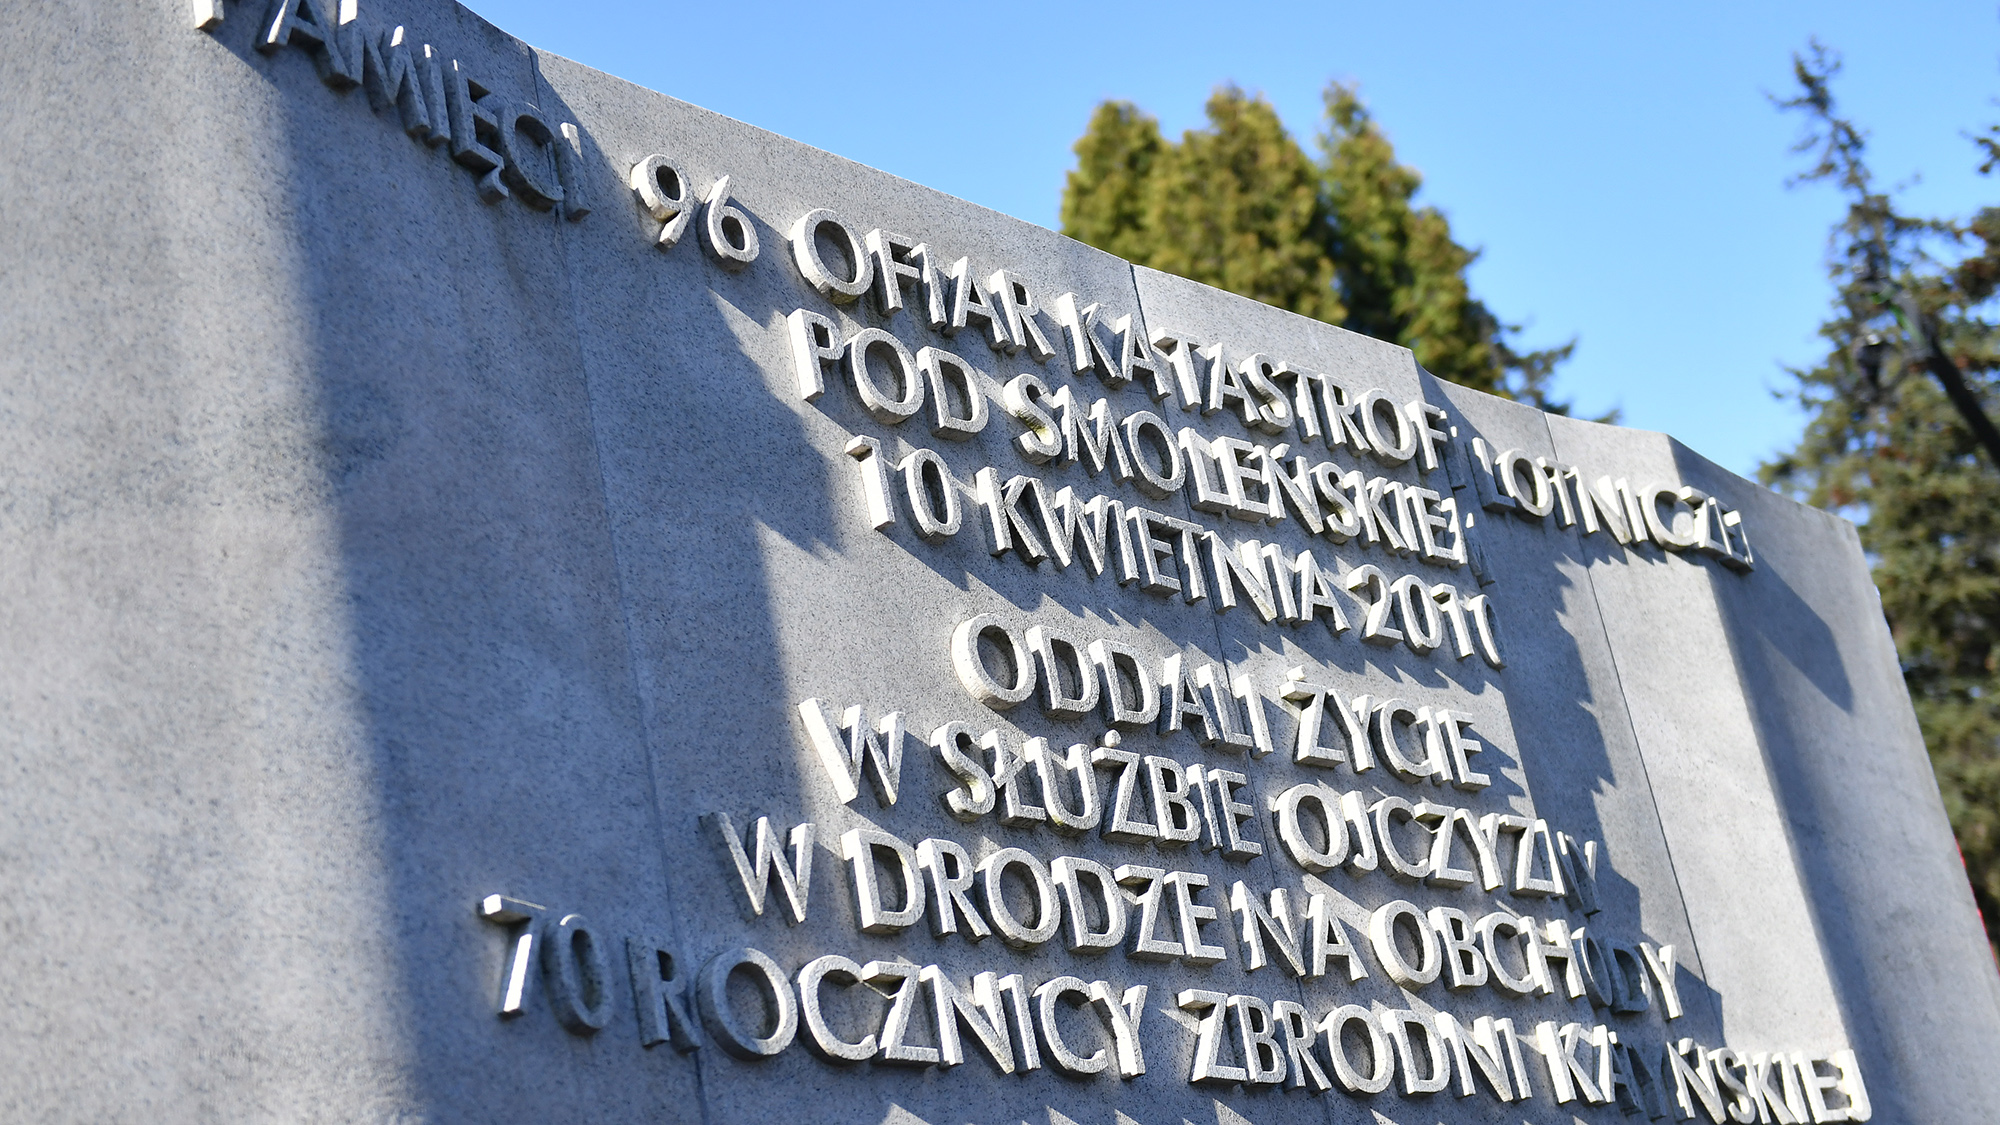 PAMIĘCI 96 OFIAR KATASTROFY LOTNICZEJ
POD SMOLEŃSKIEM
10 KWIETNIA 2010
ODDALI ŻYCIE
W SŁUŻBIE OJCZYZNY
W DRODZE NA OBCHODY
70 ROCZNICY ZBRODNI KATYŃSKIEJ